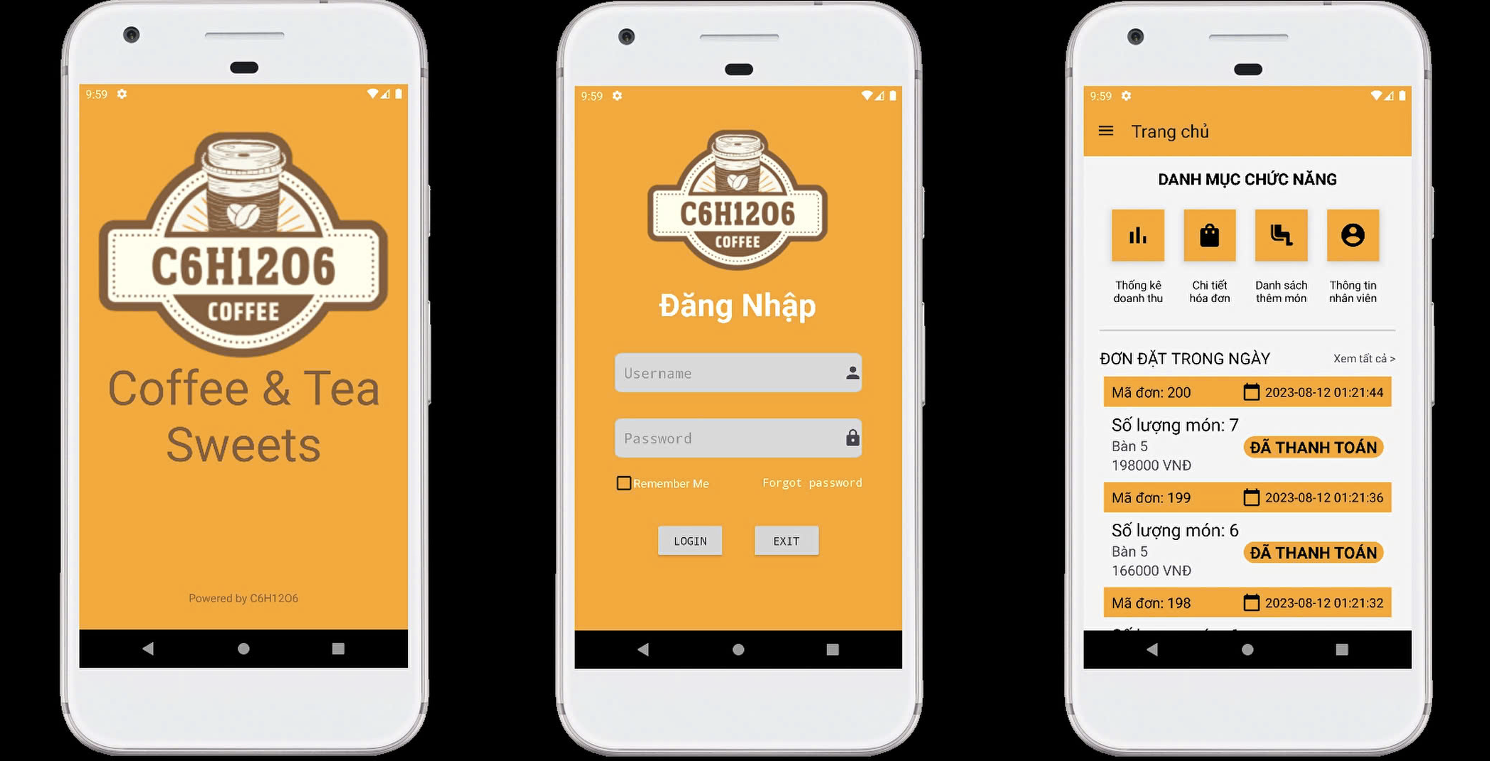 9:59
C6H12O6
COFFEE
Coffee & Tea
Sweets
Powered by C6H12O6
9:59
C6H12O6
COFFEE
Đăng Nhập
Username
Password
Remember Me
Forgot password
LOGIN
EXIT
9:59
Trang chủ
DANH MỤC CHỨC NĂNG
Thống kê
doanh thu
Chi tiết
hóa đơn
Danh sách
thêm món
Thông tin
nhân viên
ĐƠN ĐẶT TRONG NGÀY
Xem tất cả >
Mã đơn: 200
2023-08-12 01:21:44
Số lượng món: 7
Bàn 5
198000 VNĐ
ĐÃ THANH TOÁN
Mã đơn: 199
2023-08-12 01:21:36
Số lượng món: 6
Bàn 5
166000 VNĐ
ĐÃ THANH TOÁN
Mã đơn: 198
2023-08-12 01:21:32